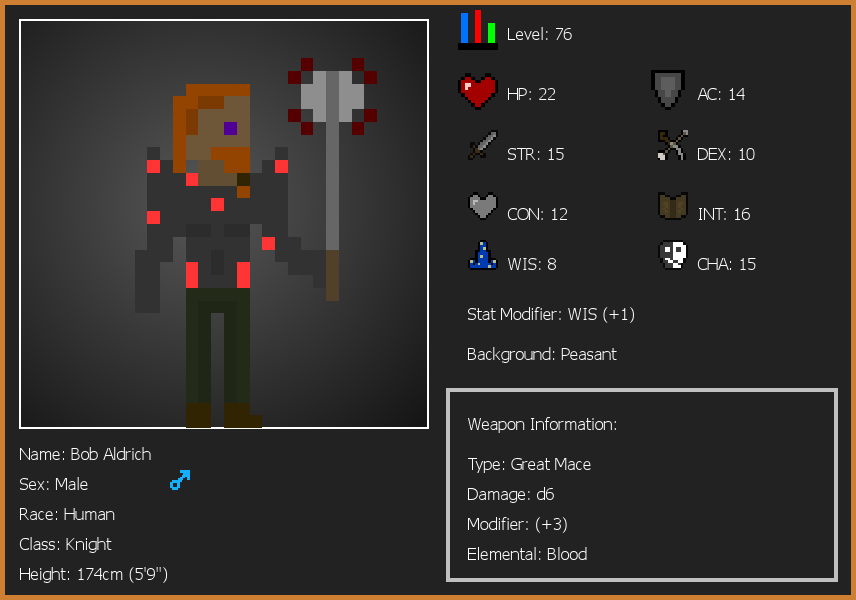 Level: 76
HP: 22
AC: 14
STR: 15
DEX: 10
CON: 12
INT: 16
WIS: 8
CHA: 15
Stat Modifier: WIS (+1)
Background: Peasant
Weapon Information:
Type: Great Mace
Damage: d6
Modifier: (+3)
Elemental: Blood
Name: Bob Aldrich
Sex: Male
Race: Human
Class: Knight
Height: 174cm (5'9")